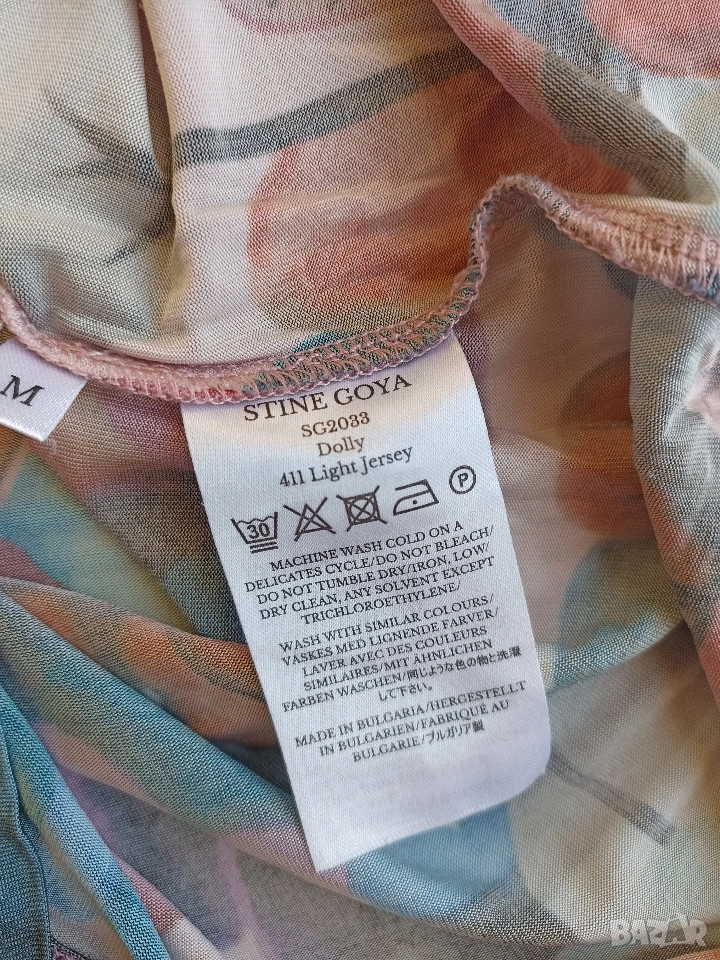 M
STINE GOYA
SG2033
Dolly
411 Light Jersey
30
P
MACHINE WASH COLD ON A
DELICATES CYCLE/DO NOT BLEACH/
DO NOT TUMBLE DRY/IRON, LOW/
DRY CLEAN, ANY SOLVENT EXCEPT
TRICHLOROETHYLENE/
WASH WITH SIMILAR COLOURS/
VASKES MED LIGNENDE FARVER/
LAVER AVEC DES COULEURS
SIMILAIRES/MIT ÄHNLICHEN
FARBEN WASCHEN/同じような色の物と洗濯
して下さい。
MADE IN BULGARIA/HERGESTELLT
IN BULGARIEN/FABRIQUÉ AU
BULGARIE/ブルガリア製
BAZAR